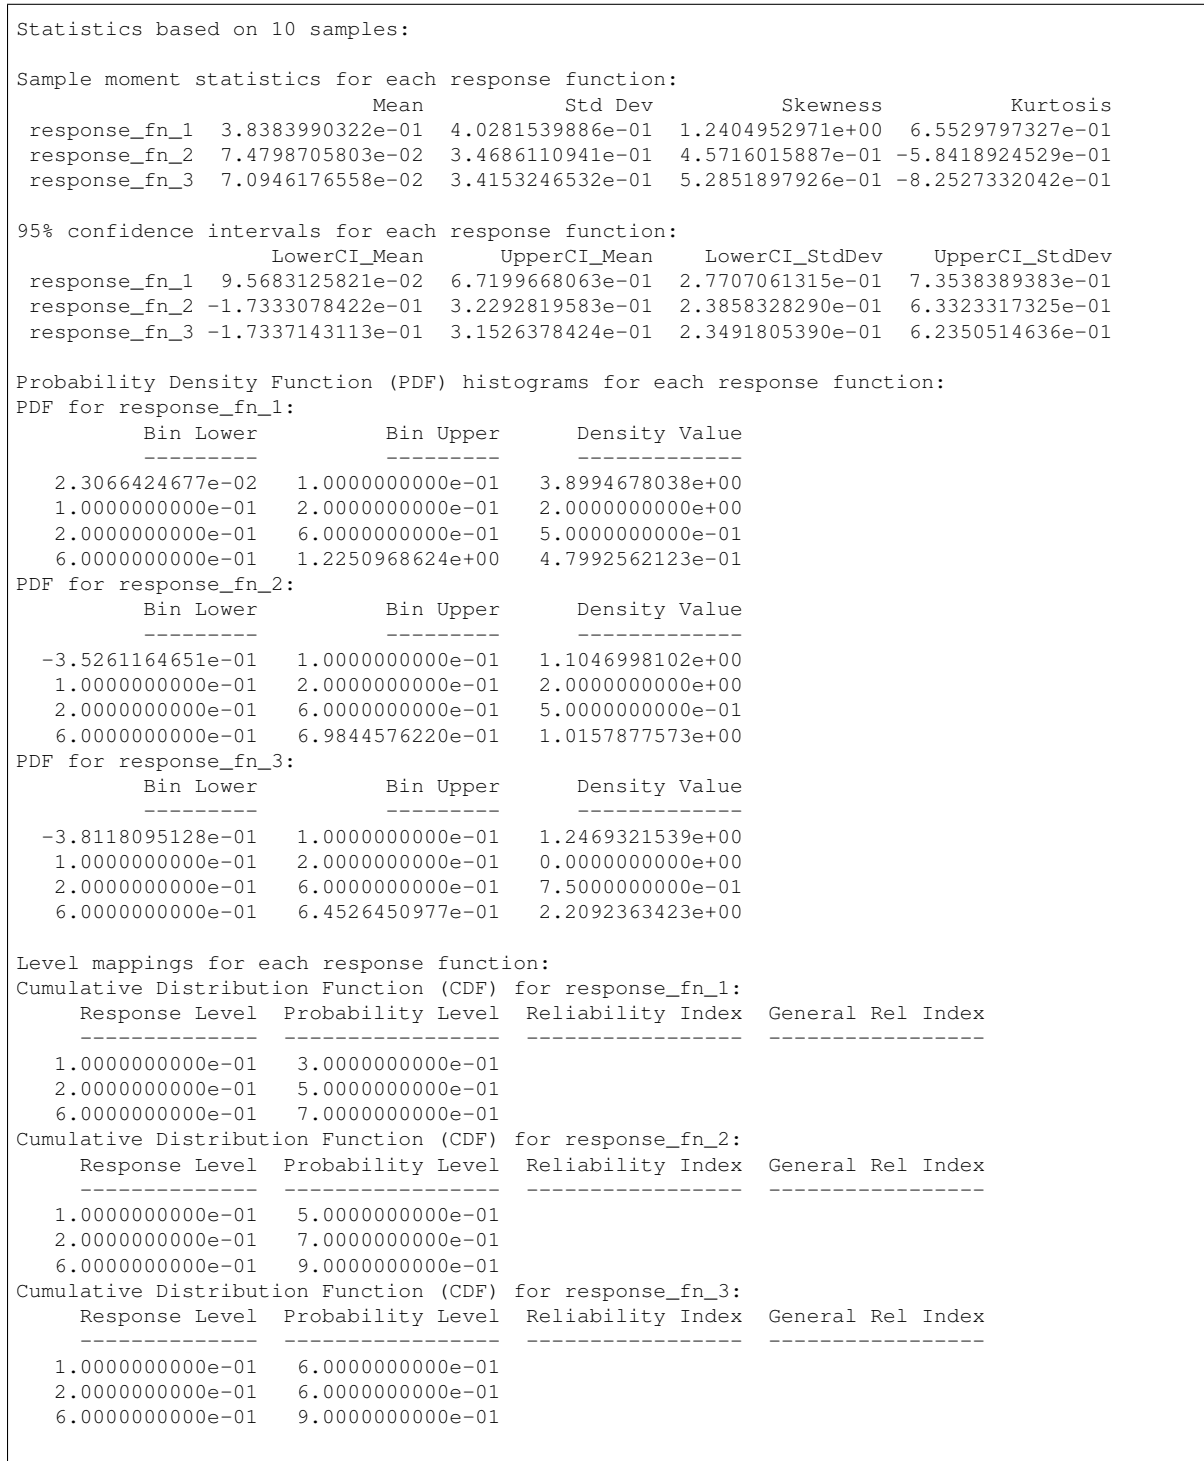 Statistics based on 10 samples:

Sample moment statistics for each response function:
                            Mean           Std Dev          Skewness          Kurtosis
 response_fn_1  3.8383990322e-01  4.0281539886e-01  1.2404952971e+00  6.5529797327e-01
 response_fn_2  7.4798705803e-02  3.4686110941e-01  4.5716015887e-01 -5.8418924529e-01
 response_fn_3  7.0946176558e-02  3.4153246532e-01  5.2851897926e-01 -8.2527332042e-01

95% confidence intervals for each response function:
                    LowerCI_Mean      UpperCI_Mean    LowerCI_StdDev    UpperCI_StdDev
 response_fn_1  9.5683125821e-02  6.7199668063e-01  2.7707061315e-01  7.3538389383e-01
 response_fn_2 -1.7333078422e-01  3.2292819583e-01  2.3858328290e-01  6.3323317325e-01
 response_fn_3 -1.7337143113e-01  3.1526378424e-01  2.3491805390e-01  6.2350514636e-01

Probability Density Function (PDF) histograms for each response function:
PDF for response_fn_1:
          Bin Lower          Bin Upper      Density Value
          ---------          ---------      -------------
   2.3066424677e-02   1.0000000000e-01   3.8994678038e+00
   1.0000000000e-01   2.0000000000e-01   2.0000000000e+00
   2.0000000000e-01   6.0000000000e-01   5.0000000000e-01
   6.0000000000e-01   1.2250968624e+00   4.7992562123e-01
PDF for response_fn_2:
          Bin Lower          Bin Upper      Density Value
          ---------          ---------      -------------
  -3.5261164651e-01   1.0000000000e-01   1.1046998102e+00
   1.0000000000e-01   2.0000000000e-01   2.0000000000e+00
   2.0000000000e-01   6.0000000000e-01   5.0000000000e-01
   6.0000000000e-01   6.9844576220e-01   1.0157877573e+00
PDF for response_fn_3:
          Bin Lower          Bin Upper      Density Value
          ---------          ---------      -------------
  -3.8118095128e-01   1.0000000000e-01   1.2469321539e+00
   1.0000000000e-01   2.0000000000e-01   0.0000000000e+00
   2.0000000000e-01   6.0000000000e-01   7.5000000000e-01
   6.0000000000e-01   6.4526450977e-01   2.2092363423e+00

Level mappings for each response function:
Cumulative Distribution Function (CDF) for response_fn_1:
     Response Level  Probability Level  Reliability Index  General Rel Index
     --------------  -----------------  -----------------  -----------------
   1.0000000000e-01   3.0000000000e-01
   2.0000000000e-01   5.0000000000e-01
   6.0000000000e-01   7.0000000000e-01
Cumulative Distribution Function (CDF) for response_fn_2:
     Response Level  Probability Level  Reliability Index  General Rel Index
     --------------  -----------------  -----------------  -----------------
   1.0000000000e-01   5.0000000000e-01
   2.0000000000e-01   7.0000000000e-01
   6.0000000000e-01   9.0000000000e-01
Cumulative Distribution Function (CDF) for response_fn_3:
     Response Level  Probability Level  Reliability Index  General Rel Index
     --------------  -----------------  -----------------  -----------------
   1.0000000000e-01   6.0000000000e-01
   2.0000000000e-01   6.0000000000e-01
   6.0000000000e-01   9.0000000000e-01